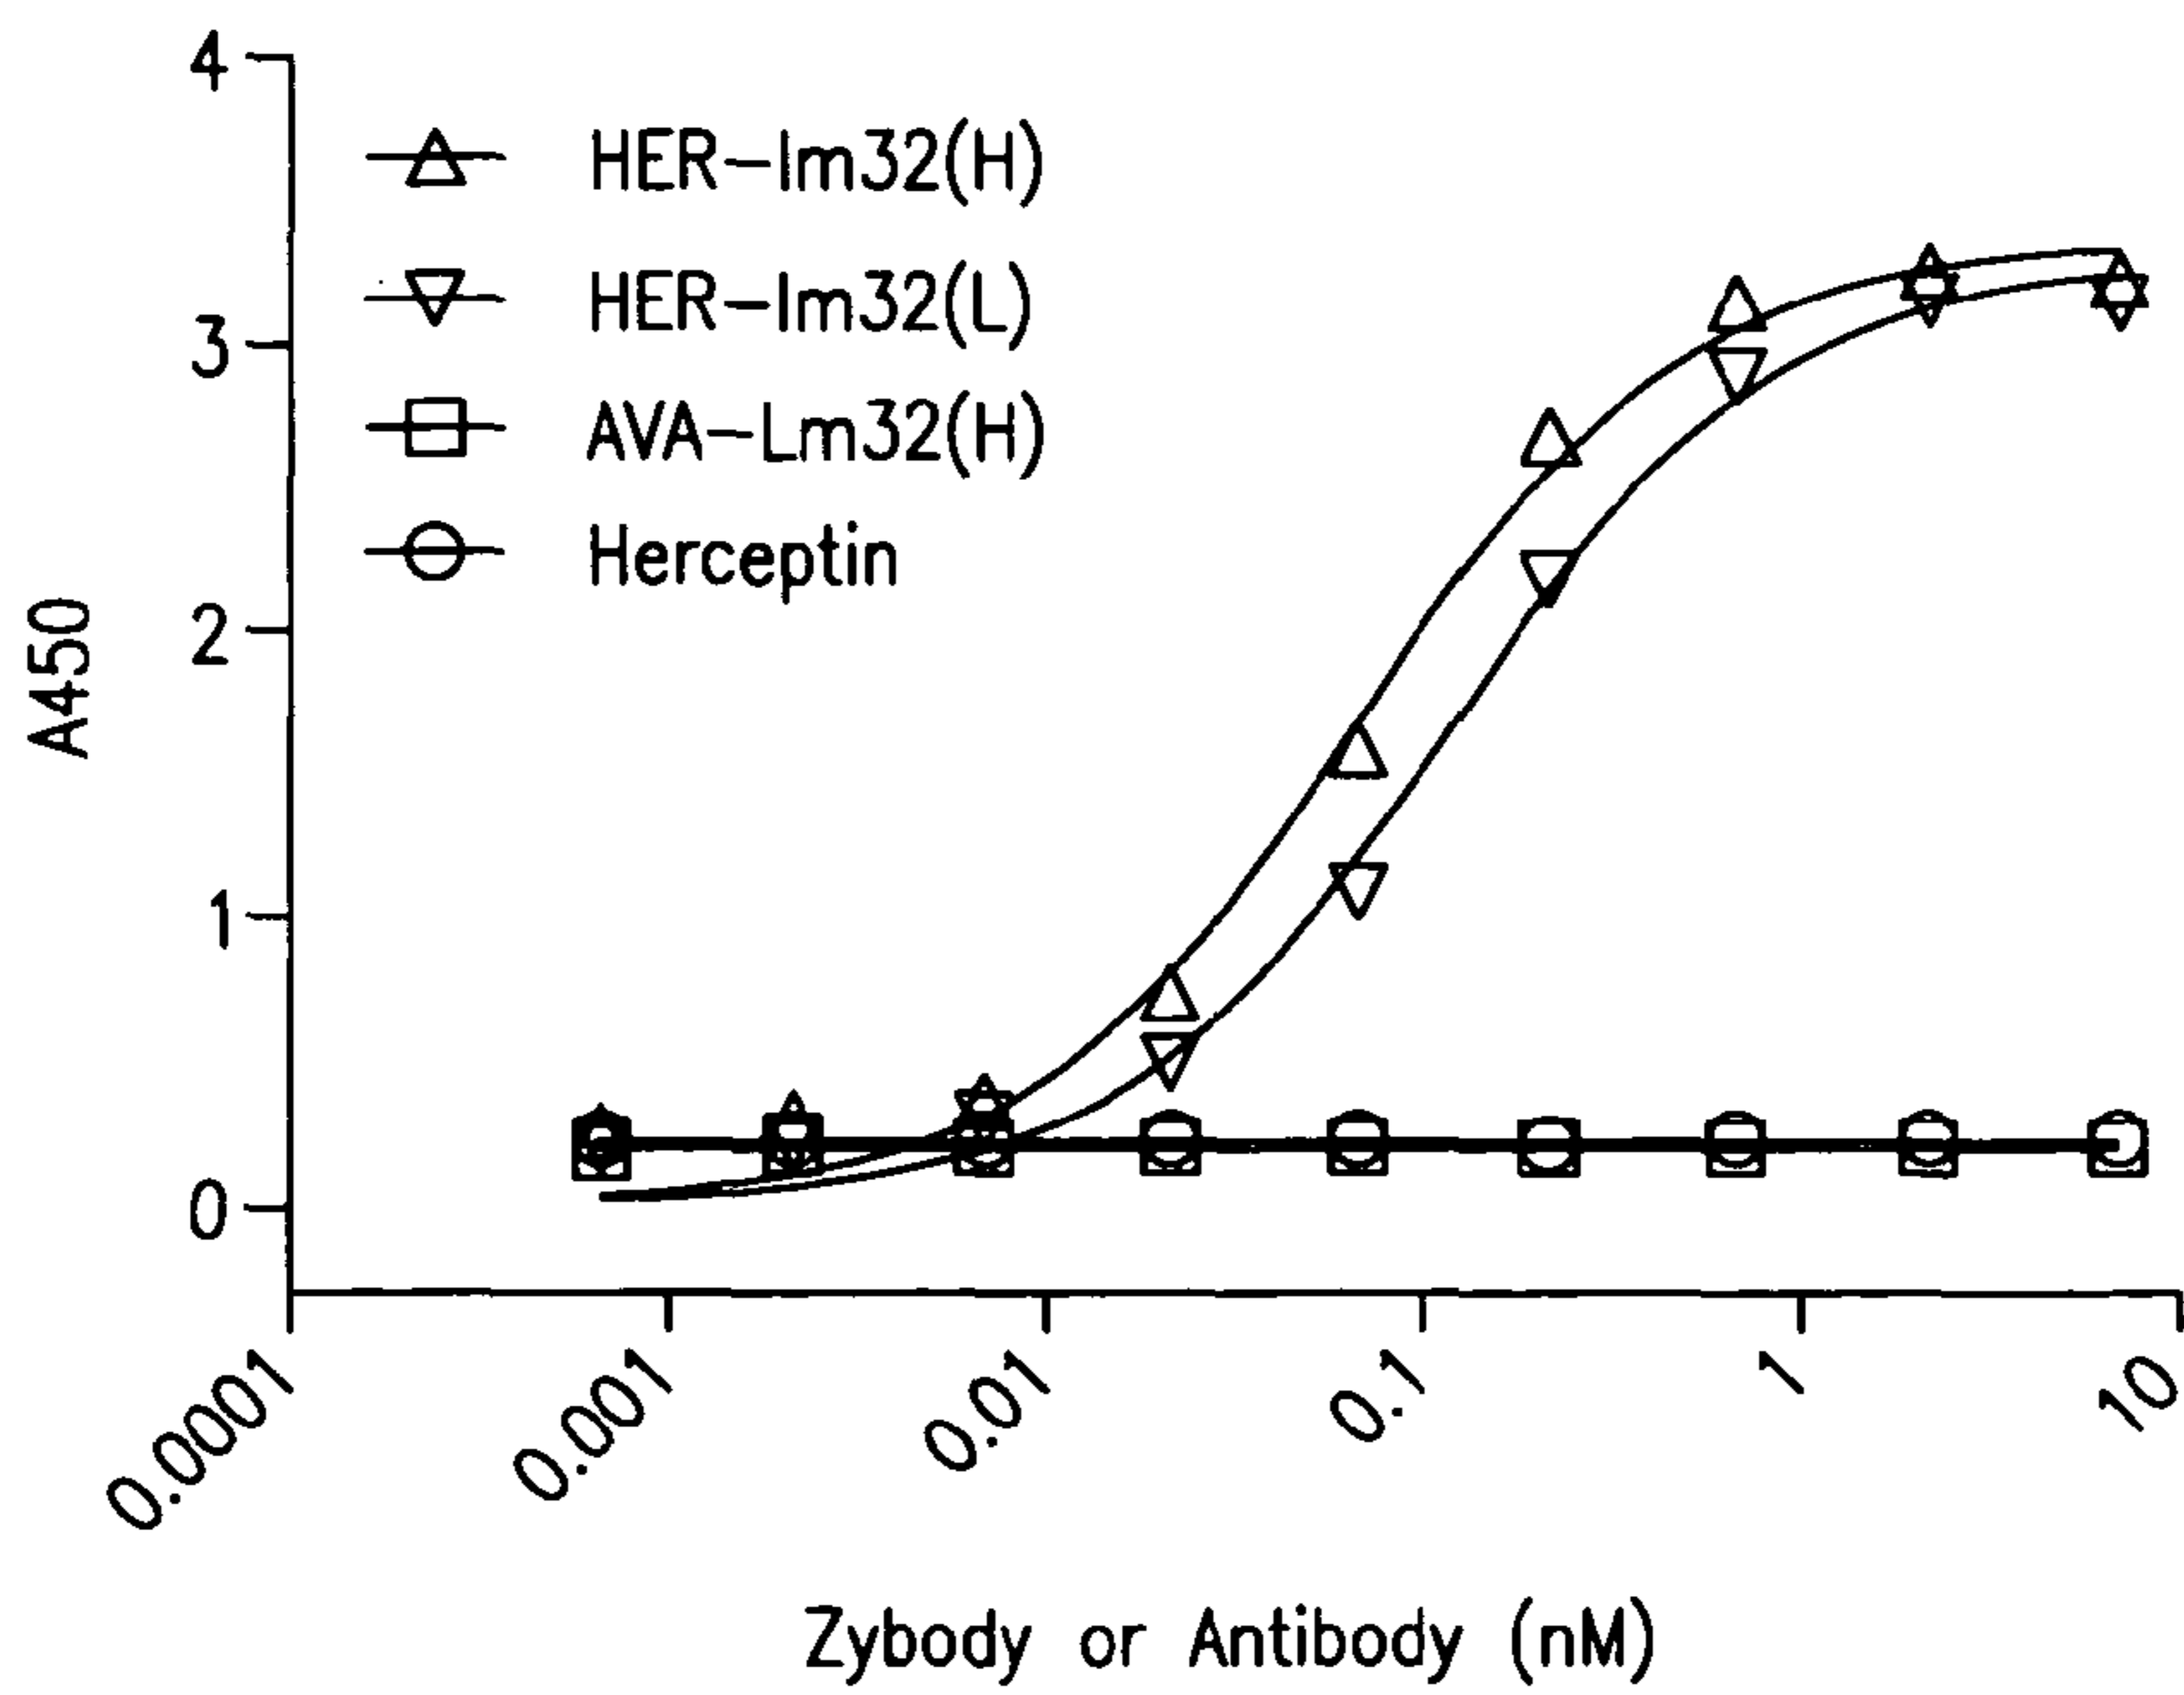 4
3
2
1
0
A450
HER-Im32(H)
HER-Im32(L)
AVA-Lm32(H)
Herceptin
0.0001
0.001
0.01
0.1
1
10
Zybody or Antibody (nM)